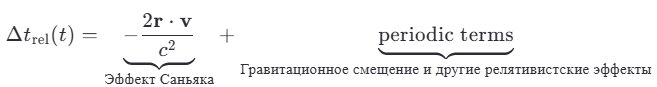 Δt_rel(t) = −2r · v / c² + periodic terms
Эффект Саньяка
Гравитационное смещение и другие релятивистские эффекты